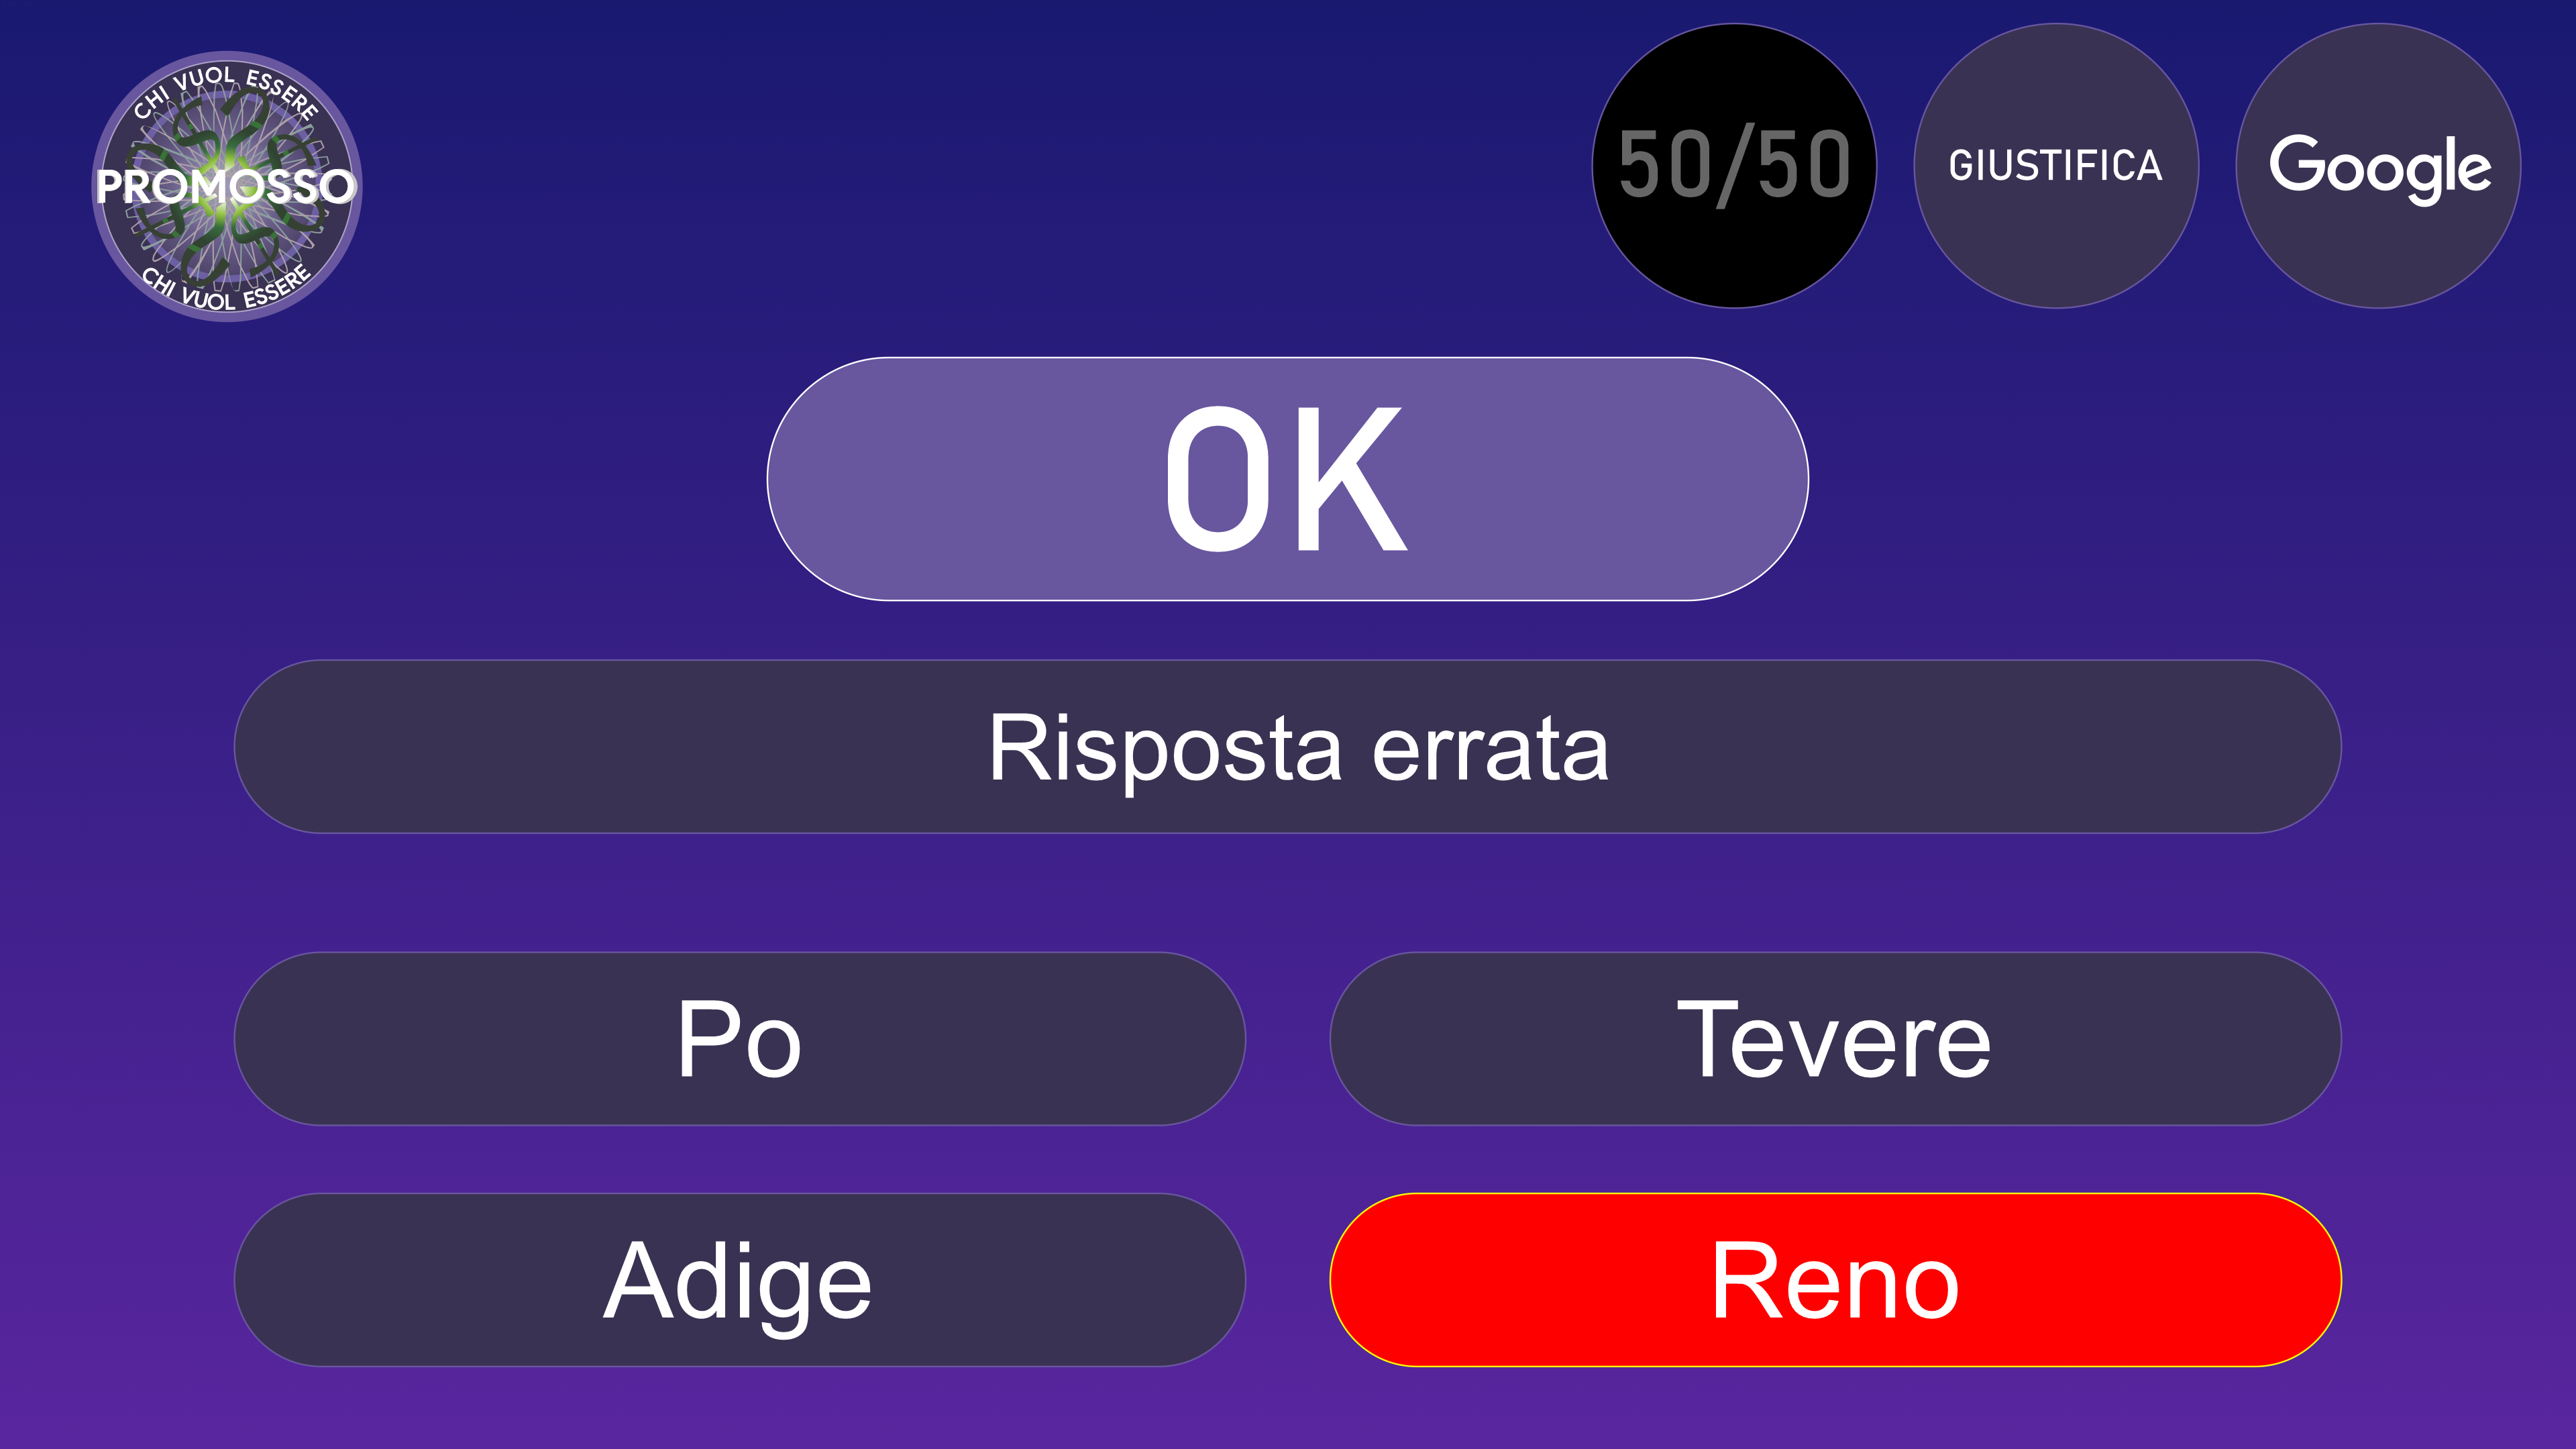 CHI VUOL ESSERE
PROMOSSO
CHI VUOL ESSERE
50/50
GIUSTIFICA
Google
OK
Risposta errata
Po
Tevere
Adige
Reno